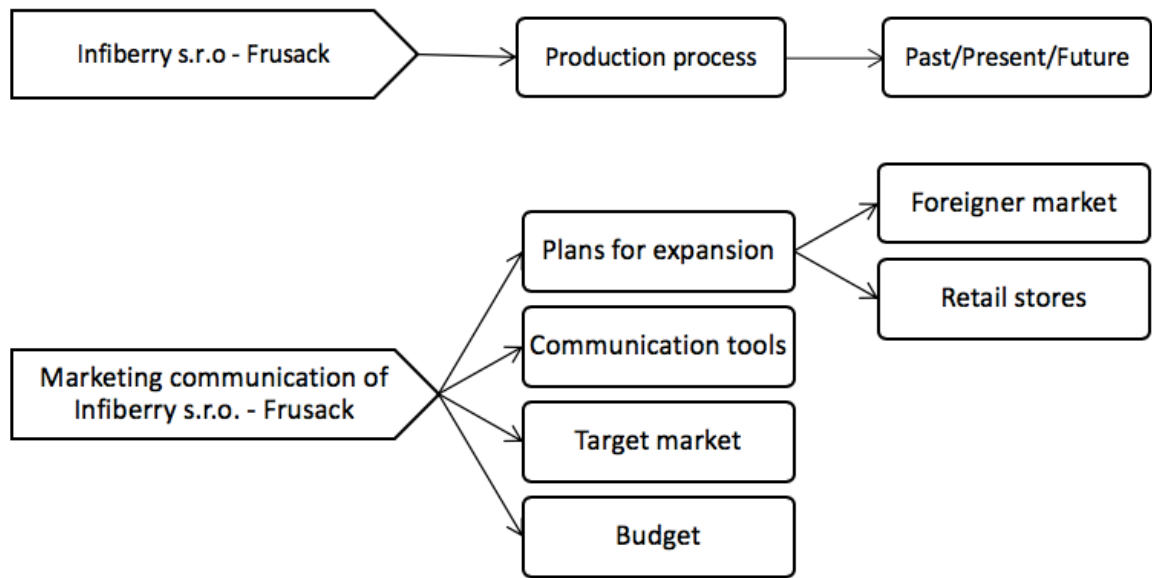 Infiberry s.r.o - Frusack
Production process
Past/Present/Future
Foreigner market
Plans for expansion
Retail stores
Communication tools
Marketing communication of
Infiberry s.r.o. - Frusack
Target market
Budget